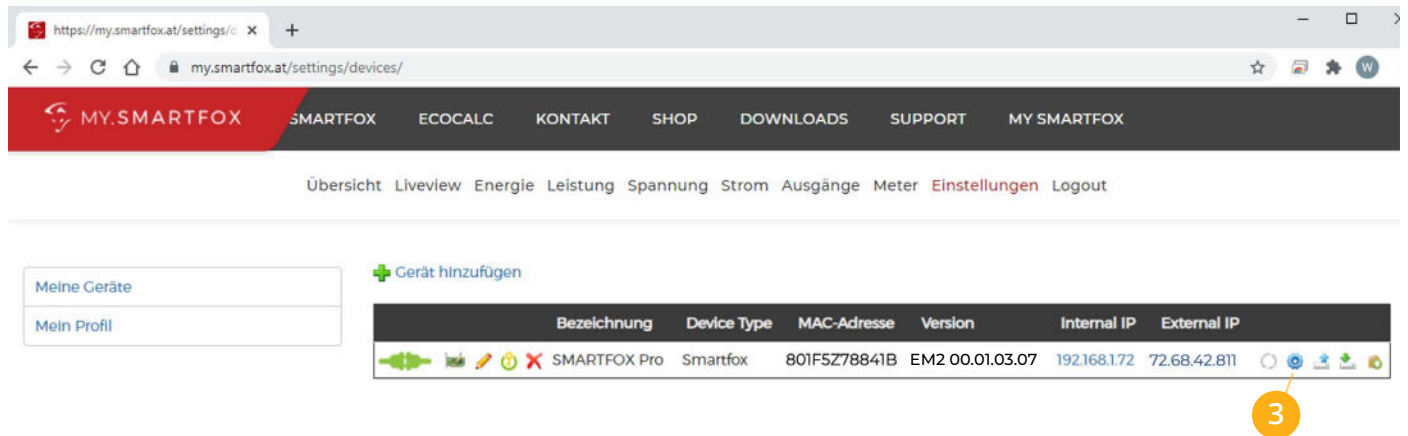 https://my.smartfox.at/settings/d
my.smartfox.at/settings/devices/
W
MY.SMARTFOX SMARTFOX ECOCALC KONTAKT SHOP DOWNLOADS SUPPORT MY SMARTFOX
Übersicht Liveview Energie Leistung Spannung Strom Ausgänge Meter Einstellungen Logout
Meine Geräte
Mein Profil
Gerät hinzufügen
Bezeichnung Device Type MAC-Adresse Version Internal IP External IP
SMARTFOX Pro Smartfox 801F5Z78841B EM2 00.01.03.07 192.168.1.72 72.68.42.811
3